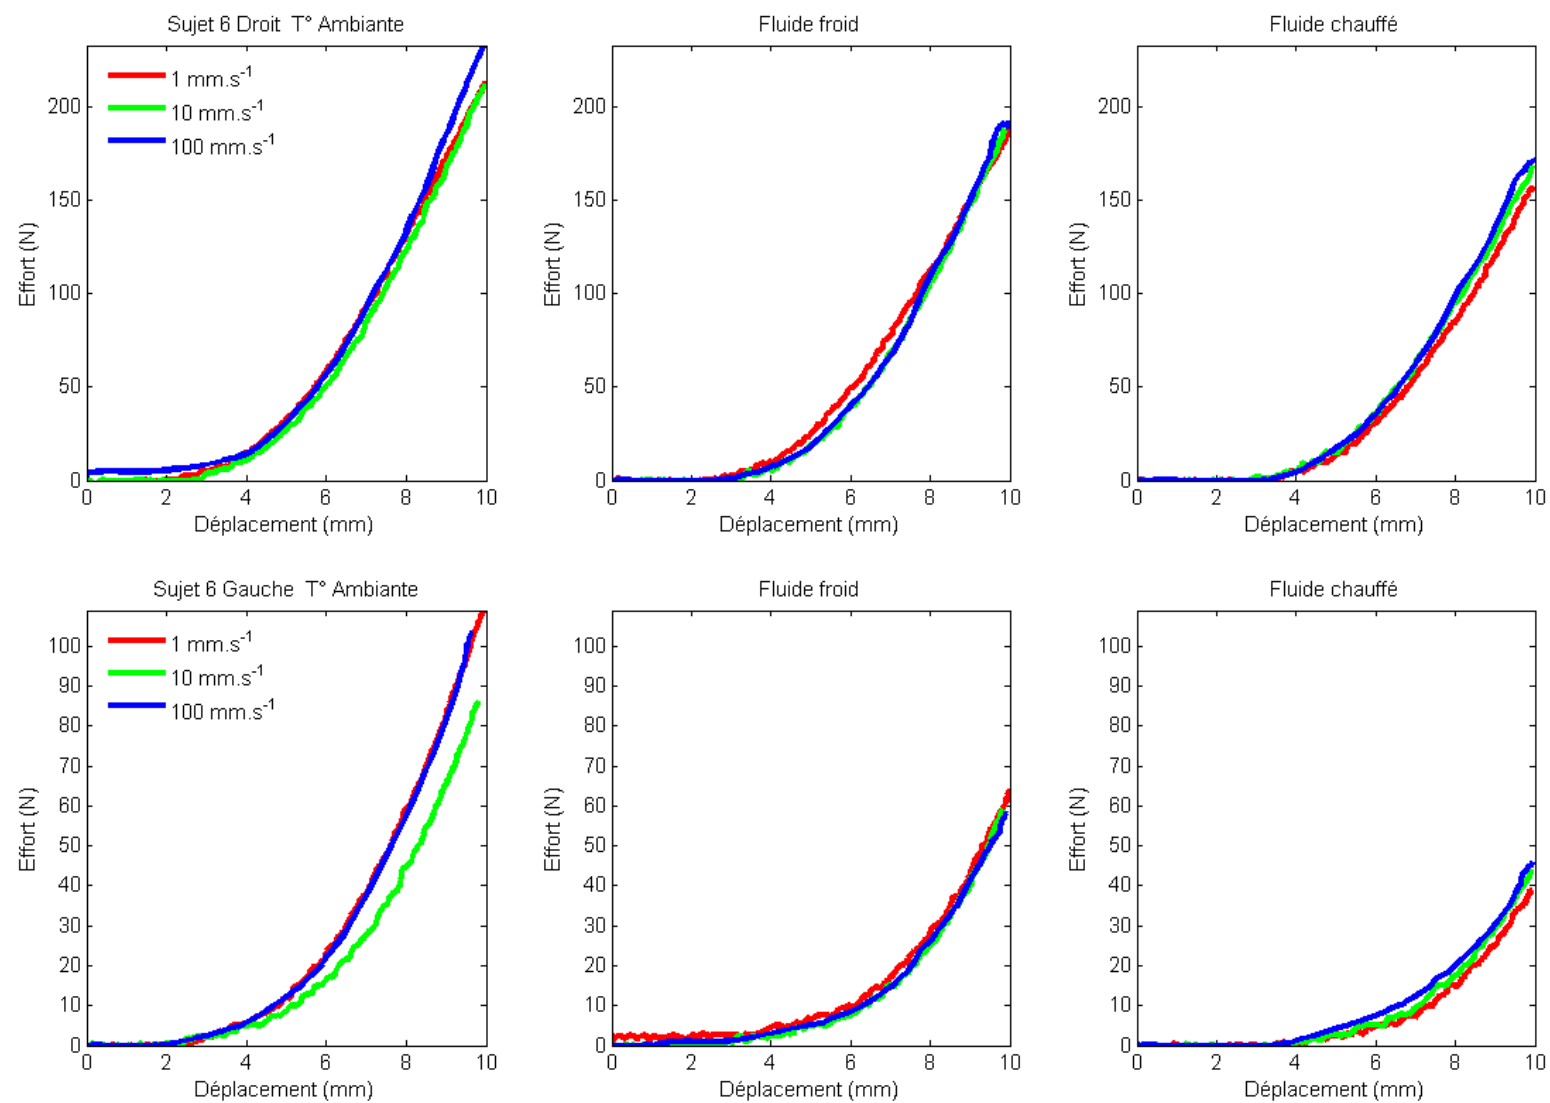 Sujet 6 Droit  T° Ambiante
Fluide froid
Fluide chauffé
1 mm.s-1
10 mm.s-1
100 mm.s-1
Effort (N)
200
150
100
50
0
0 2 4 6 8 10
Déplacement (mm)
Effort (N)
200
150
100
50
0
0 2 4 6 8 10
Déplacement (mm)
Effort (N)
200
150
100
50
0
0 2 4 6 8 10
Déplacement (mm)
Sujet 6 Gauche  T° Ambiante
Fluide froid
Fluide chauffé
1 mm.s-1
10 mm.s-1
100 mm.s-1
Effort (N)
100
90
80
70
60
50
40
30
20
10
0
0 2 4 6 8 10
Déplacement (mm)
Effort (N)
100
90
80
70
60
50
40
30
20
10
0
0 2 4 6 8 10
Déplacement (mm)
Effort (N)
100
90
80
70
60
50
40
30
20
10
0
0 2 4 6 8 10
Déplacement (mm)